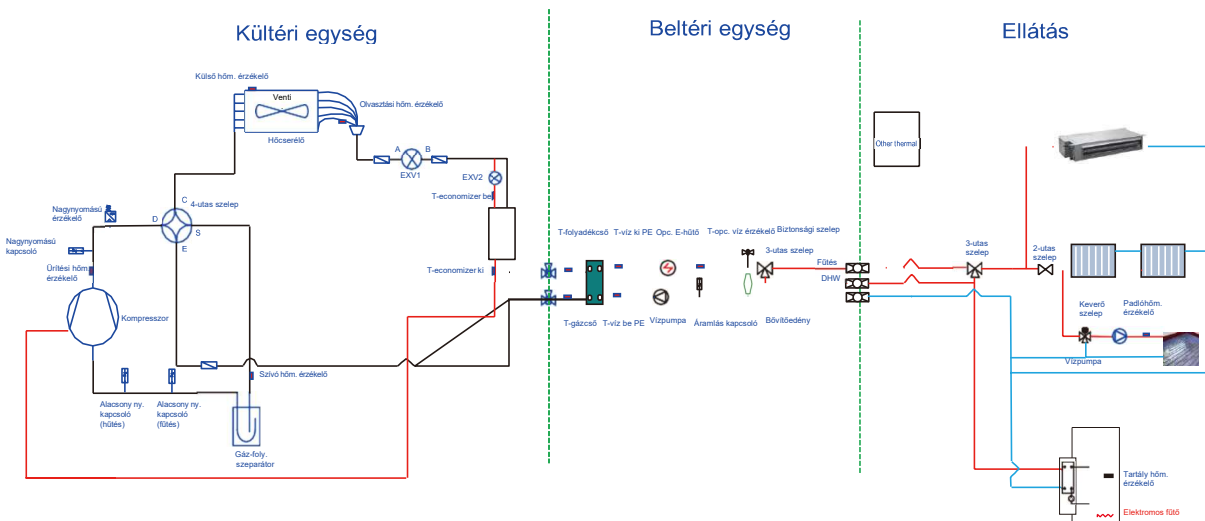 Kültéri egység
Beltéri egység
Ellátás
Külső hőm. érzékelő
Venti
Olvasztási hőm. érzékelő
Hőcserélő
Other thermal
A
B
EXV1
EXV2
T-economizer be
C
4-utas szelep
D
S
E
Nagynyomású
érzékelő
Nagynyomású
kapcsoló
Ürítési hőm.
érzékelő
T-economizer ki
Kompresszor
T-folyadékcső
T-víz ki PE
Opc. E-hűtö
T-opc. víz érzékelő
Biztonsági szelep
3-utas szelep
Fűtés
DHW
3-utas
szelep
2-utas
szelep
T-gázcső
T-víz be PE
Vízpumpa
Áramlás kapcsoló
Bővítőedény
Keverő
szelep
Padlóhőm.
érzékelő
Vízpumpa
Szívó hőm. érzékelő
Alacsony ny.
kapcsoló
(hűtés)
Alacsony ny.
kapcsoló
(fűtés)
Gáz-foly.
szeparátor
Tartály hőm.
érzékelő
Elektromos fűtő